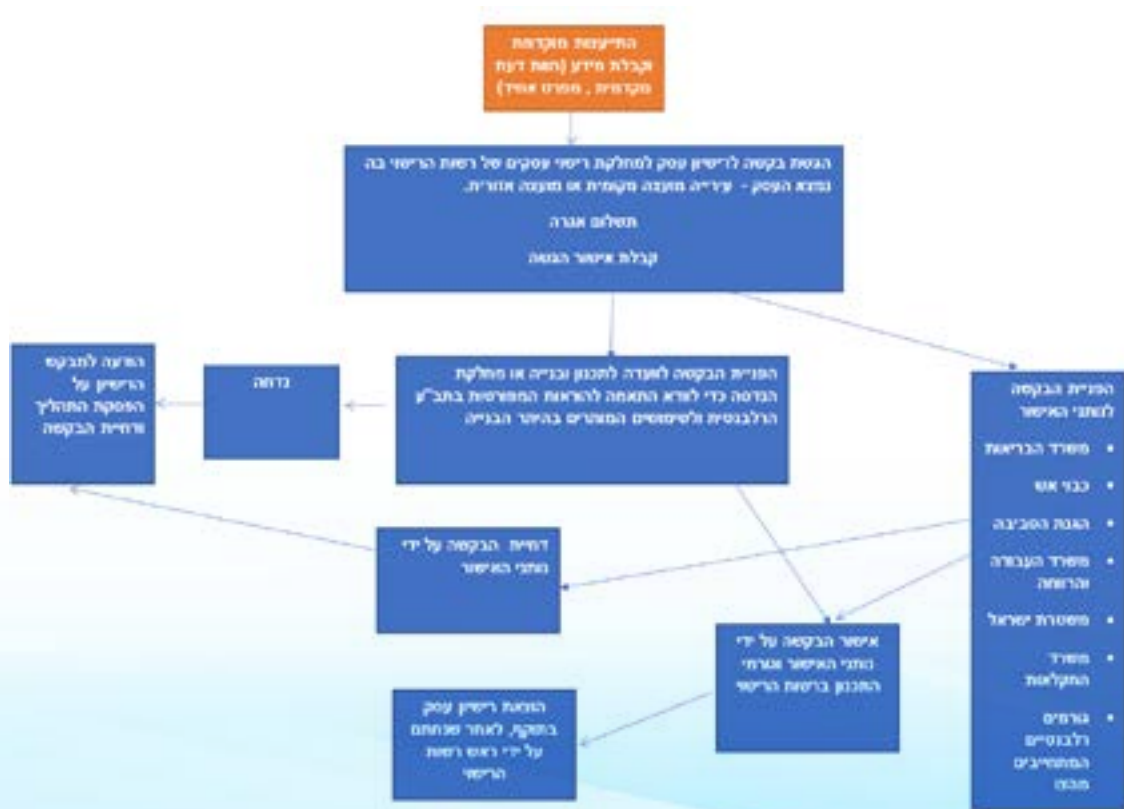 התייעצות מוקדמת
וקבלת מידע (חוות דעת
מקדמית , מפרט אחיד)
הגשת בקשה לרישיון עסק למחלקת רישוי עסקים של רשות הרישוי בה
נמצא העסק - עירייה מועצה מקומית או מועצה אזורית.
תשלום אגרה
קבלת אישור הגשה
הפניית הבקשה
לנותני האישור
• משרד הבריאות
• כבוי אש
• הגנת הסביבה
• משרד העבודה
והרווחה
• משטרת ישראל
• משרד
החקלאות
• גורמים
רלבנטיים
המתחייבים
מהצו
הפניית הבקשה לוועדה לתכנון ובנייה או מחלקת
הנדסה כדי לוודא התאמה להוראות המפורטות בתב"ע
הרלבנטית ולשימושים המותרים בהיתר הבנייה
נדחה
הודעה למבקש
הרישיון על
הפסקת התהליך
ודחיית הבקשה
דחיית הבקשה על ידי
נותני האישור
אישור הבקשה על ידי
נותני האישור וגורמי
התכנון ברשות הרישוי
הוצאת רישיון עסק
בתוקף, לאחר שנחתם
על ידי ראש רשות
הרישוי